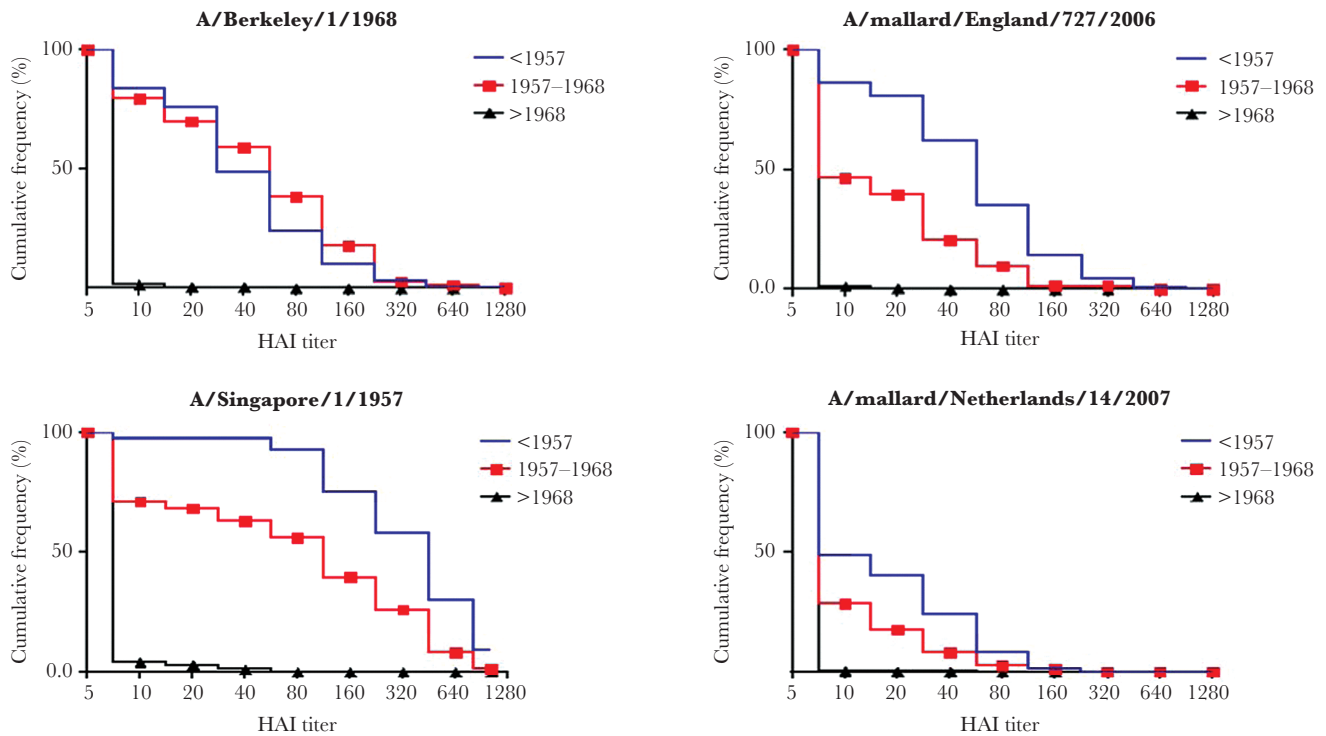 A/Berkeley/1/1968
Cumulative frequency (%)
100
50
<1957
1957–1968
>1968
5 10 20 40 80 160 320 640 1280
HAI titer
A/mallard/England/727/2006
Cumulative frequency (%)
100
50
0.0
<1957
1957–1968
>1968
5 10 20 40 80 160 320 640 1280
HAI titer
A/Singapore/1/1957
Cumulative frequency (%)
100
50
0.0
<1957
1957–1968
>1968
5 10 20 40 80 160 320 640 1280
HAI titer
A/mallard/Netherlands/14/2007
Cumulative frequency (%)
100
50
0.0
<1957
1957–1968
>1968
5 10 20 40 80 160 320 640 1280
HAI titer